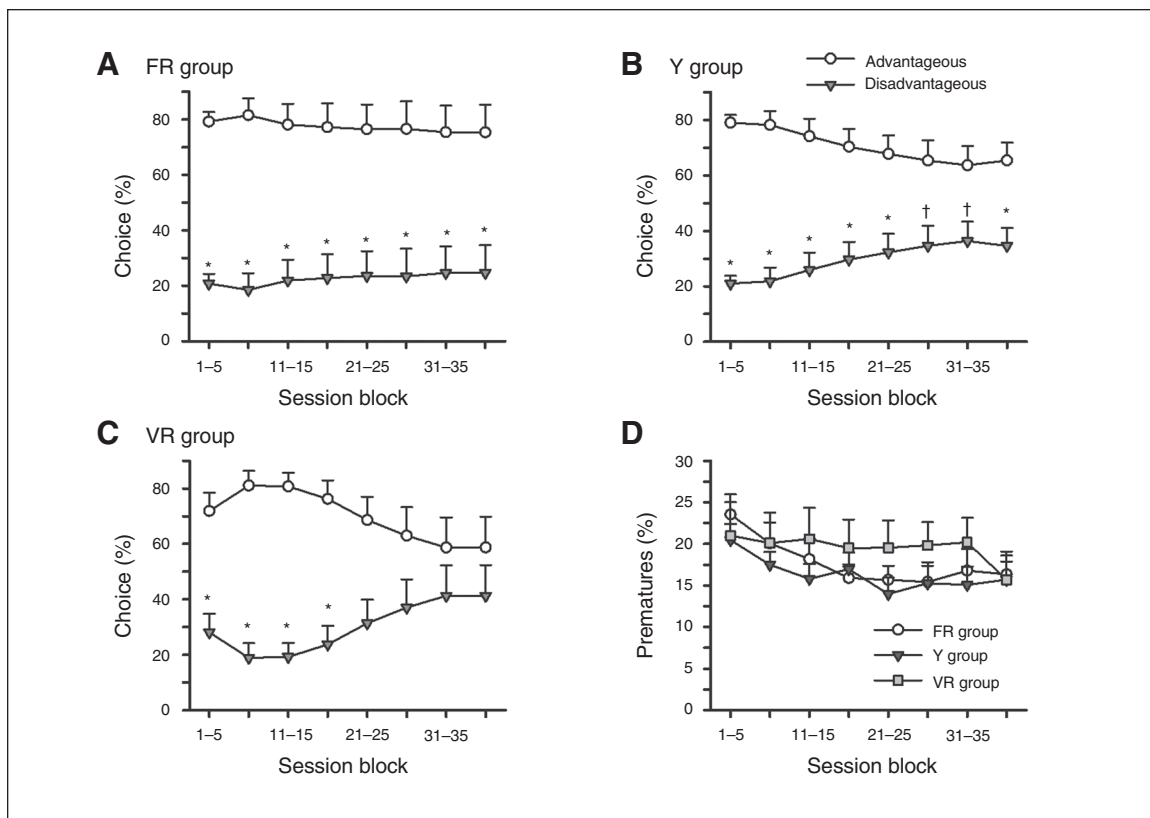 A FR group
Choice (%)
80
60
40
20
0
* * * * * * * *
1–5 11–15 21–25 31–35
Session block
B Y group
Advantageous
Disadvantageous
Choice (%)
80
60
40
20
0
* * * * * † † *
1–5 11–15 21–25 31–35
Session block
C VR group
Choice (%)
80
60
40
20
0
* * * *
1–5 11–15 21–25 31–35
Session block
D
Prematures (%)
30
25
20
15
10
5
0
FR group
Y group
VR group
1–5 11–15 21–25 31–35
Session block